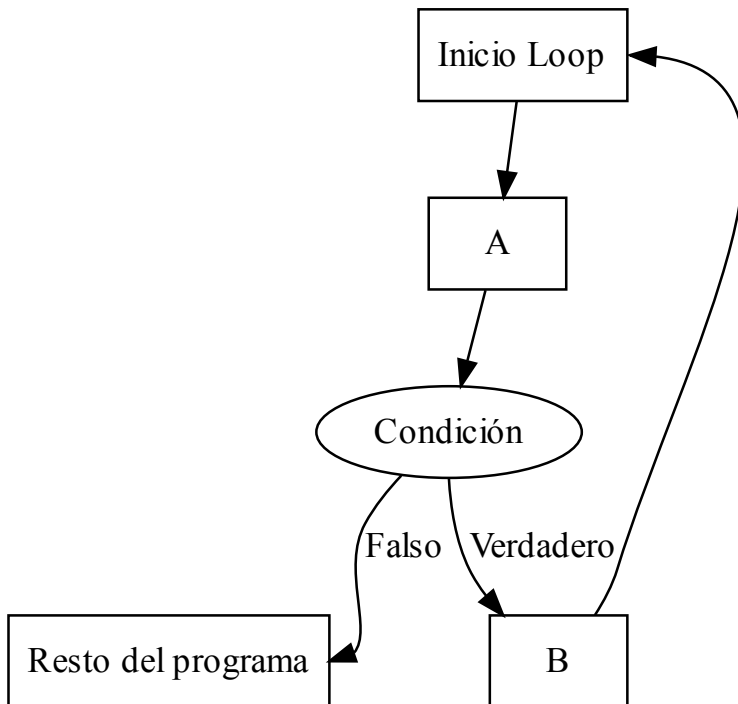 Inicio Loop
A
Condición
Falso
Verdadero
Resto del programa
B